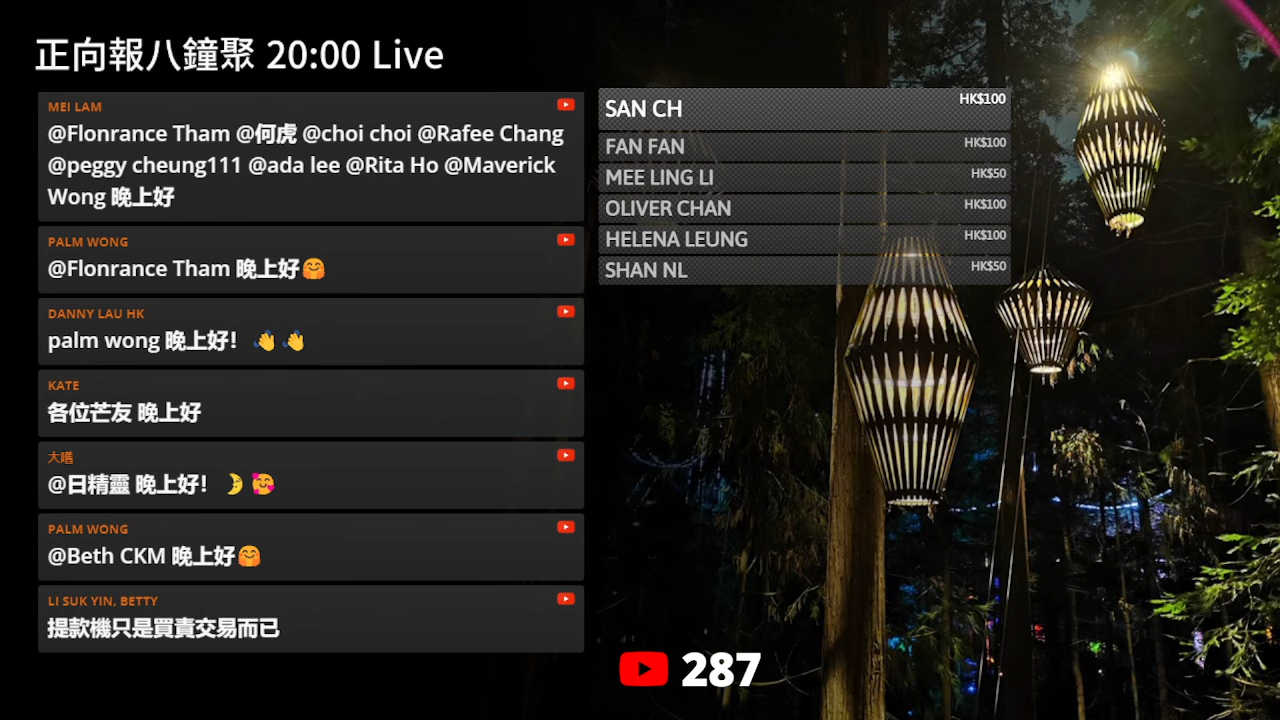 正向報八鐘聚 20:00 Live
MEI LAM
@Flonrance Tham @何虎 @choi choi @Rafee Chang
@peggy cheung111 @ada lee @Rita Ho @Maverick
Wong 晚上好
PALM WONG
@Flonrance Tham 晚上好🤗
DANNY LAU HK
palm wong 晚上好! 👋 👋
KATE
各位芒友 晚上好
大嚿
@日精靈 晚上好! 🌛 🥰
PALM WONG
@Beth CKM 晚上好🤗
LI SUK YIN, BETTY
提款機只是買賣交易而已
SAN CH HK$100
FAN FAN HK$100
MEE LING LI HK$50
OLIVER CHAN HK$100
HELENA LEUNG HK$100
SHAN NL HK$50
287